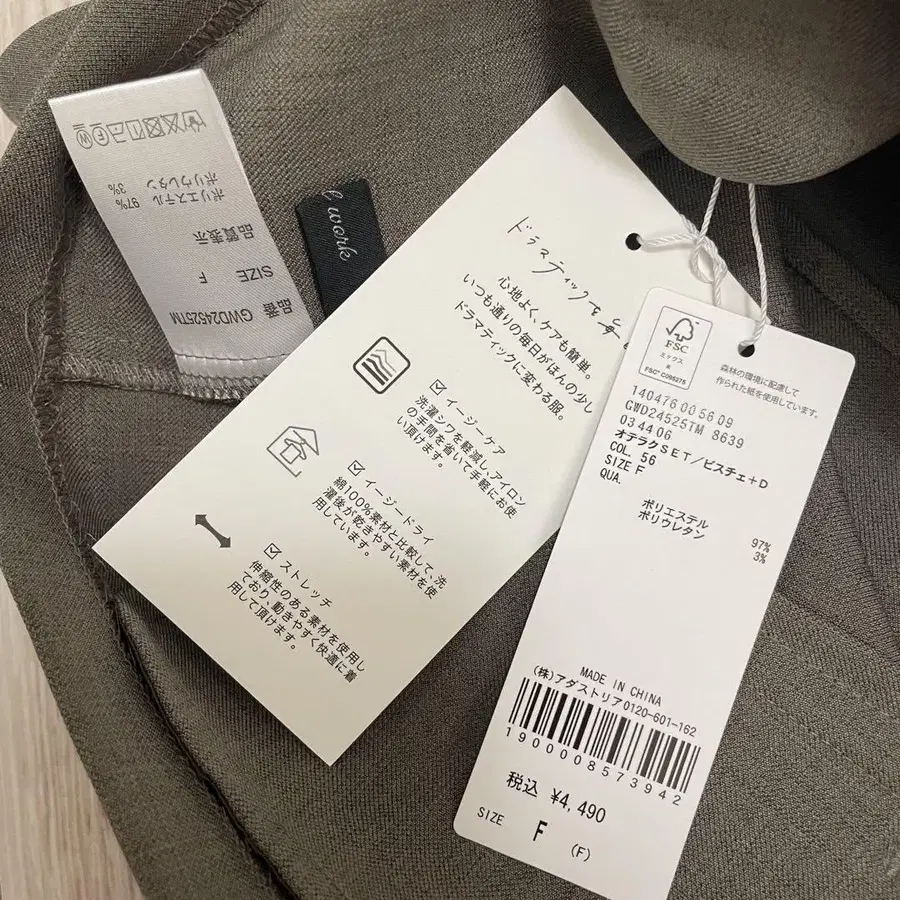 品番 GWD24525TM
SIZE F
品質表示
ポリエステル 97%
ポリウレタン 3%
work
ドラマティックを毎
心地よく、ケアも簡単。
いつも通りの毎日がほんの少し
ドラマティックに変わる服。
イージーケア
洗濯シワを軽減し、アイロン
の手間を省いて手軽にお使
い頂けます。
イージードライ
綿100%素材と比較して、洗
濯後が乾きやすい素材を使
用しています。
ストレッチ
伸縮性のある素材を使用し
ており、動きやすく快適に着
用して頂けます。
FSC
ミックス
紙
FSC® C095275
森林の環境に配慮して
作られた紙を使用しています。
140476005609
GWD24525TM 8639
034406
オテラクSET/ビスチェ+D
COL. 56
SIZE F
QUA.
ポリエステル 97%
ポリウレタン 3%
MADE IN CHINA
(株)アダストリア0120-601-162
1900008573942
税込 ¥4,490
SIZE F (F)